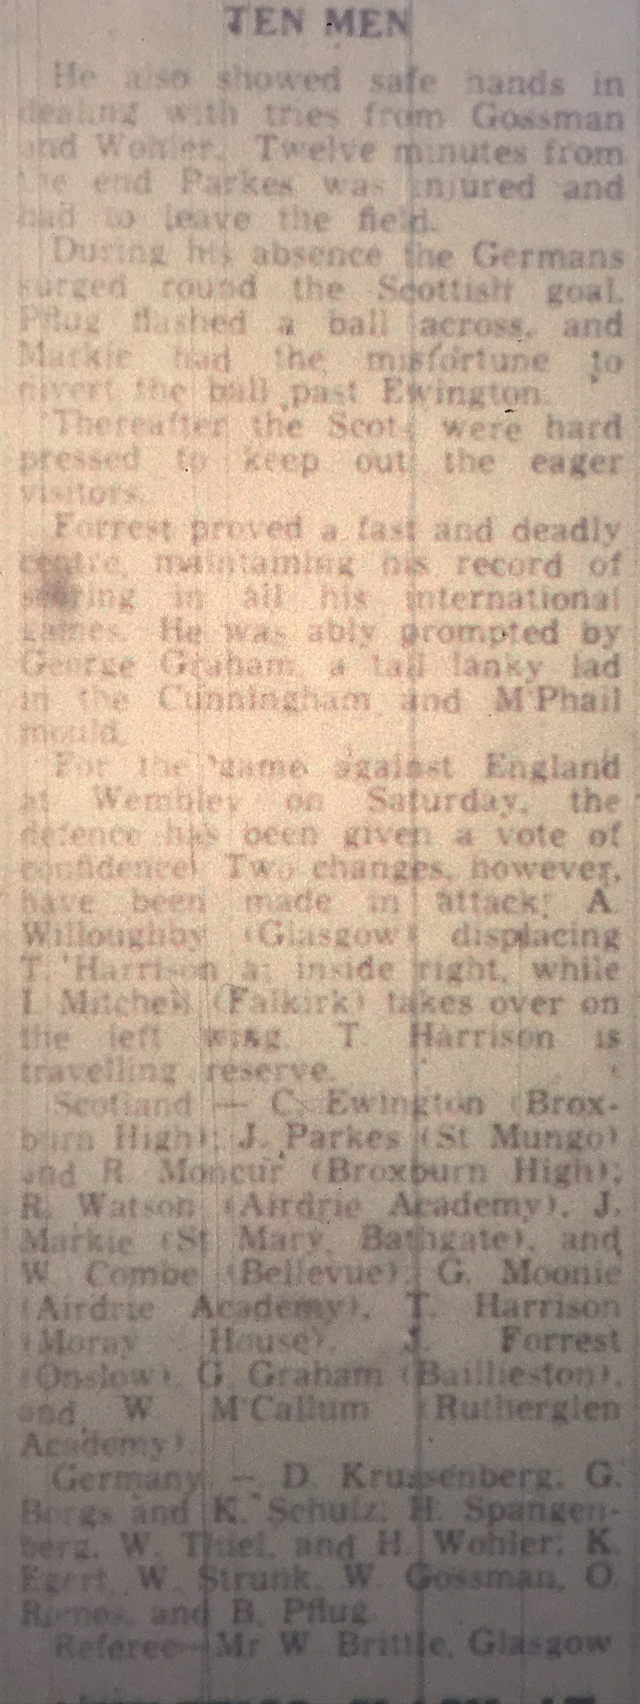 TEN MEN
He also showed safe hands in
dealing with tries from Gossman
and Wohler. Twelve minutes from
the end Parkes was injured and
had to leave the field.
During his absence the Germans
surged round the Scottish goal.
Pflug flashed a ball across, and
Markie had the misfortune to
divert the ball past Ewington.
Thereafter the Scots were hard
pressed to keep out the eager
visitors.
Forrest proved a fast and deadly
centre, maintaining his record of
scoring in all his international
games. He was ably prompted by
George Graham, a tall lanky lad
in the Cunningham and M'Phail
mould.
For the game against England
at Wembley on Saturday, the
defence has been given a vote of
confidence. Two changes, however,
have been made in attack; A.
Willoughby (Glasgow) displacing
T. Harrison at inside right, while
I. Mitchell (Falkirk) takes over on
the left wing. T. Harrison is
travelling reserve.
Scotland — C. Ewington (Brox-
burn High); J. Parkes (St Mungo)
and R. Moncur (Broxburn High);
R. Watson (Airdrie Academy), J.
Markie (St Mary, Bathgate), and
W. Combe (Bellevue); G. Moonie
(Airdrie Academy), T. Harrison
(Moray House), J. Forrest
(Onslow), G. Graham (Baillieston),
and W. M'Callum (Rutherglen
Academy).
Germany. — D. Krussenberg; G.
Borgs and K. Schulz; H. Spangen-
berg, W. Thiel, and H. Wohler; K.
Egert, W. Strunk, W. Gossman, O.
and B. Pflug.
Referee—Mr W. Brittle, Glasgow